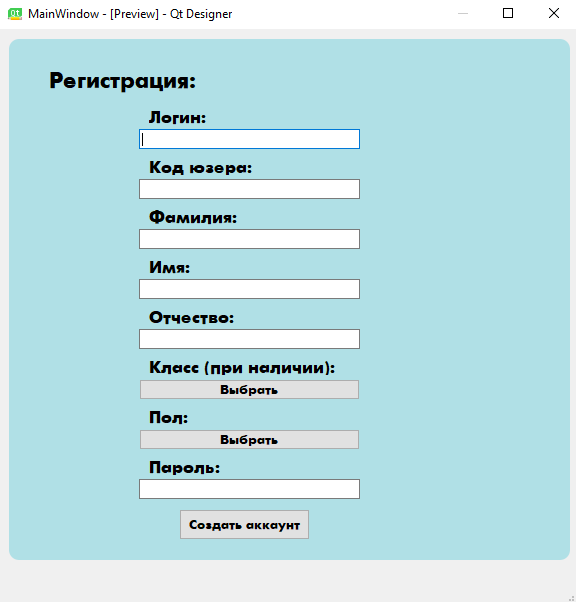 MainWindow - [Preview] - Qt Designer
Регистрация:
Логин:
Код юзера:
Фамилия:
Имя:
Отчество:
Класс (при наличии):
Выбрать
Пол:
Выбрать
Пароль:
Создать аккаунт